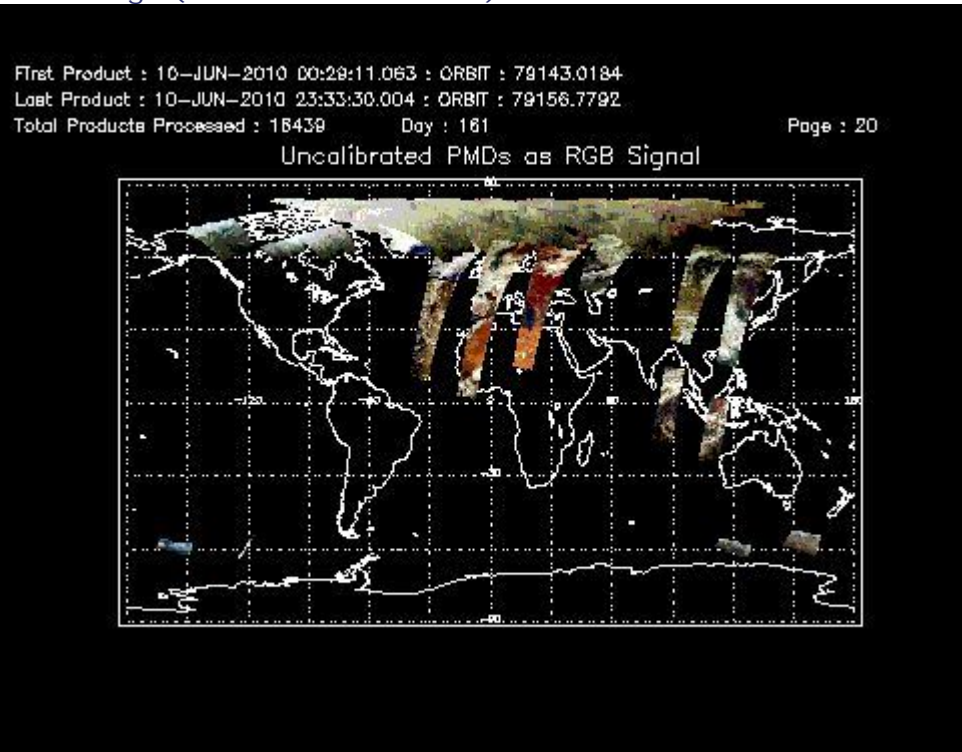 First Product : 10-JUN-2010 00:29:11.063 : ORBIT : 79143.0184
Last Product : 10-JUN-2010 23:33:30.004 : ORBIT : 79156.7792
Total Products Processed : 16439 Day : 161 Page : 20
Uncalibrated PMDs as RGB Signal